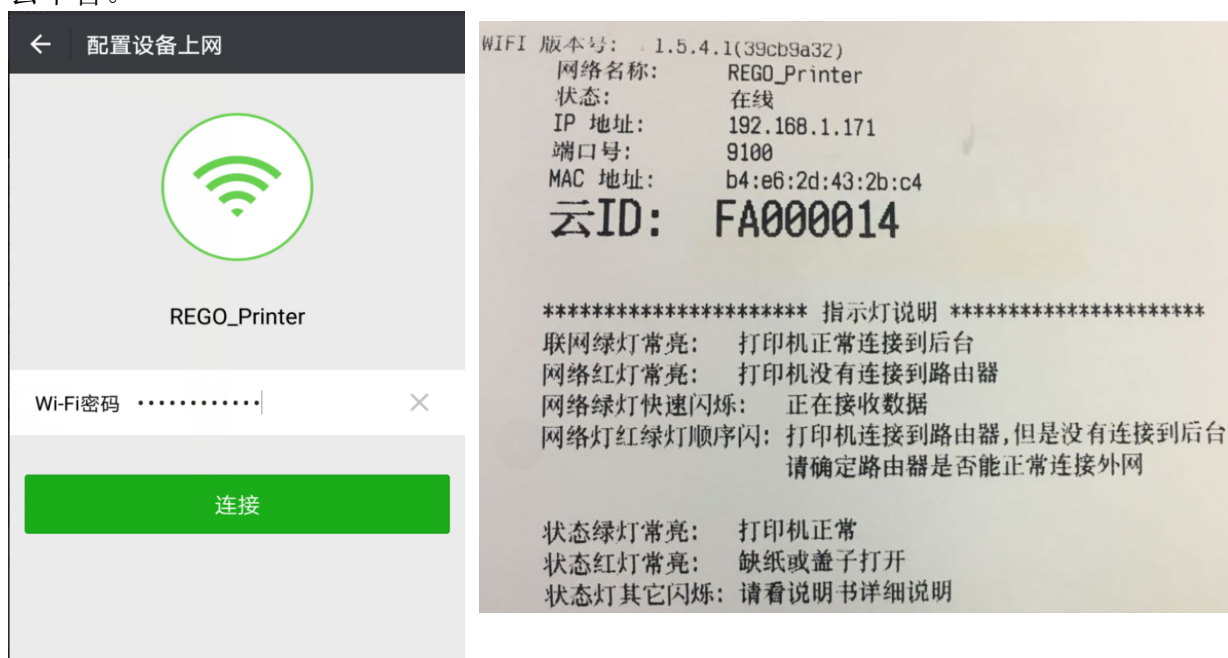 ← 配置设备上网
REGO_Printer
Wi-Fi密码 ············
连接
WIFI 版本号: 1.5.4.1(39cb9a32)
网络名称: REGO_Printer
状态: 在线
IP 地址: 192.168.1.171
端口号: 9100
MAC 地址: b4:e6:2d:43:2b:c4
云ID: FA000014
********************** 指示灯说明 *********************
联网绿灯常亮: 打印机正常连接到后台
网络红灯常亮: 打印机没有连接到路由器
网络绿灯快速闪烁: 正在接收数据
网络灯红绿灯顺序闪: 打印机连接到路由器,但是没有连接到后台
请确定路由器是否能正常连接外网
状态绿灯常亮: 打印机正常
状态红灯常亮: 缺纸或盖子打开
状态灯其它闪烁: 请看说明书详细说明